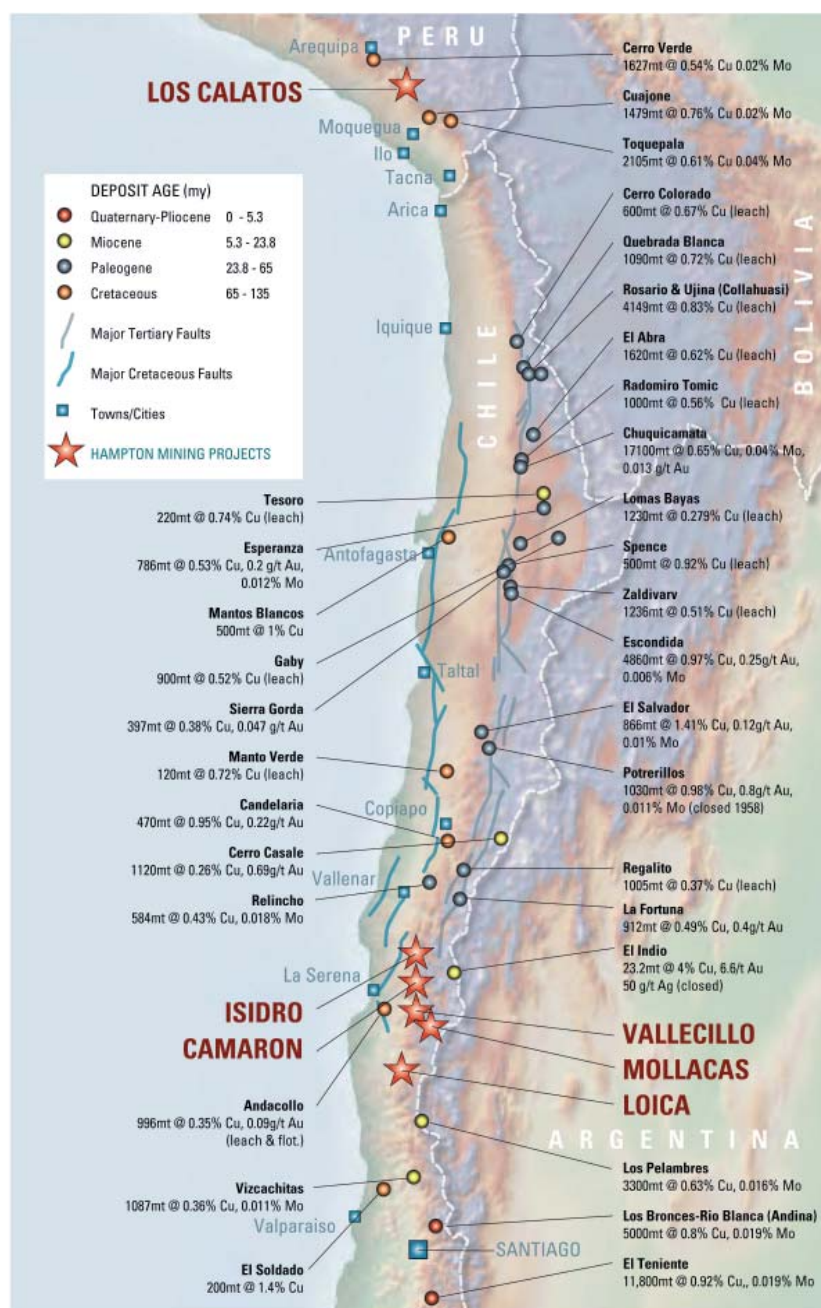 PERU
Arequipa
LOS CALATOS
Moquegua
Ilo
Tacna
Arica
Cerro Verde
1627mt @ 0.54% Cu 0.02% Mo
Cuajone
1479mt @ 0.76% Cu 0.02% Mo
Toquepala
2105mt @ 0.61% Cu 0.04% Mo
DEPOSIT AGE (my)
Quaternary-Pliocene 0 - 5.3
Miocene 5.3 - 23.8
Paleogene 23.8 - 65
Cretaceous 65 - 135
Major Tertiary Faults
Major Cretaceous Faults
Towns/Cities
HAMPTON MINING PROJECTS
Iquique
CHILE
BOLIVIA
Cerro Colorado
600mt @ 0.67% Cu (leach)
Quebrada Blanca
1090mt @ 0.72% Cu (leach)
Rosario & Ujina (Collahuasi)
4149mt @ 0.83% Cu (leach)
El Abra
1620mt @ 0.62% Cu (leach)
Radomiro Tomic
1000mt @ 0.56% Cu (leach)
Chuquicamata
17100mt @ 0.65% Cu, 0.04% Mo,
0.013 g/t Au
Lomas Bayas
1230mt @ 0.279% Cu (leach)
Spence
500mt @ 0.92% Cu (leach)
Zaldivarv
1236mt @ 0.51% Cu (leach)
Escondida
4860mt @ 0.97% Cu, 0.25g/t Au,
0.006% Mo
El Salvador
866mt @ 1.41% Cu, 0.12g/t Au,
0.01% Mo
Potrerillos
1030mt @ 0.98% Cu, 0.8g/t Au,
0.011% Mo (closed 1958)
Regalito
1005mt @ 0.37% Cu (leach)
La Fortuna
912mt @ 0.49% Cu, 0.4g/t Au
El Indio
23.2mt @ 4% Cu, 6.6/t Au
50 g/t Ag (closed)
Tesoro
220mt @ 0.74% Cu (leach)
Esperanza
786mt @ 0.53% Cu, 0.2 g/t Au,
0.012% Mo
Antofagasta
Mantos Blancos
500mt @ 1% Cu
Gaby
900mt @ 0.52% Cu (leach)
Taltal
Sierra Gorda
397mt @ 0.38% Cu, 0.047 g/t Au
Manto Verde
120mt @ 0.72% Cu (leach)
Candelaria
470mt @ 0.95% Cu, 0.22g/t Au
Copiapo
Cerro Casale
1120mt @ 0.26% Cu, 0.69g/t Au
Vallenar
Relincho
584mt @ 0.43% Cu, 0.018% Mo
La Serena
ISIDRO
CAMARON
VALLECILLO
MOLLACAS
LOICA
ARGENTINA
Andacollo
996mt @ 0.35% Cu, 0.09g/t Au
(leach & flot.)
Vizcachitas
1087mt @ 0.36% Cu, 0.011% Mo
Valparaiso
El Soldado
200mt @ 1.4% Cu
SANTIAGO
Los Pelambres
3300mt @ 0.63% Cu, 0.016% Mo
Los Bronces-Rio Blanca (Andina)
5000mt @ 0.8% Cu, 0.019% Mo
El Teniente
11,800mt @ 0.92% Cu,, 0.019% Mo